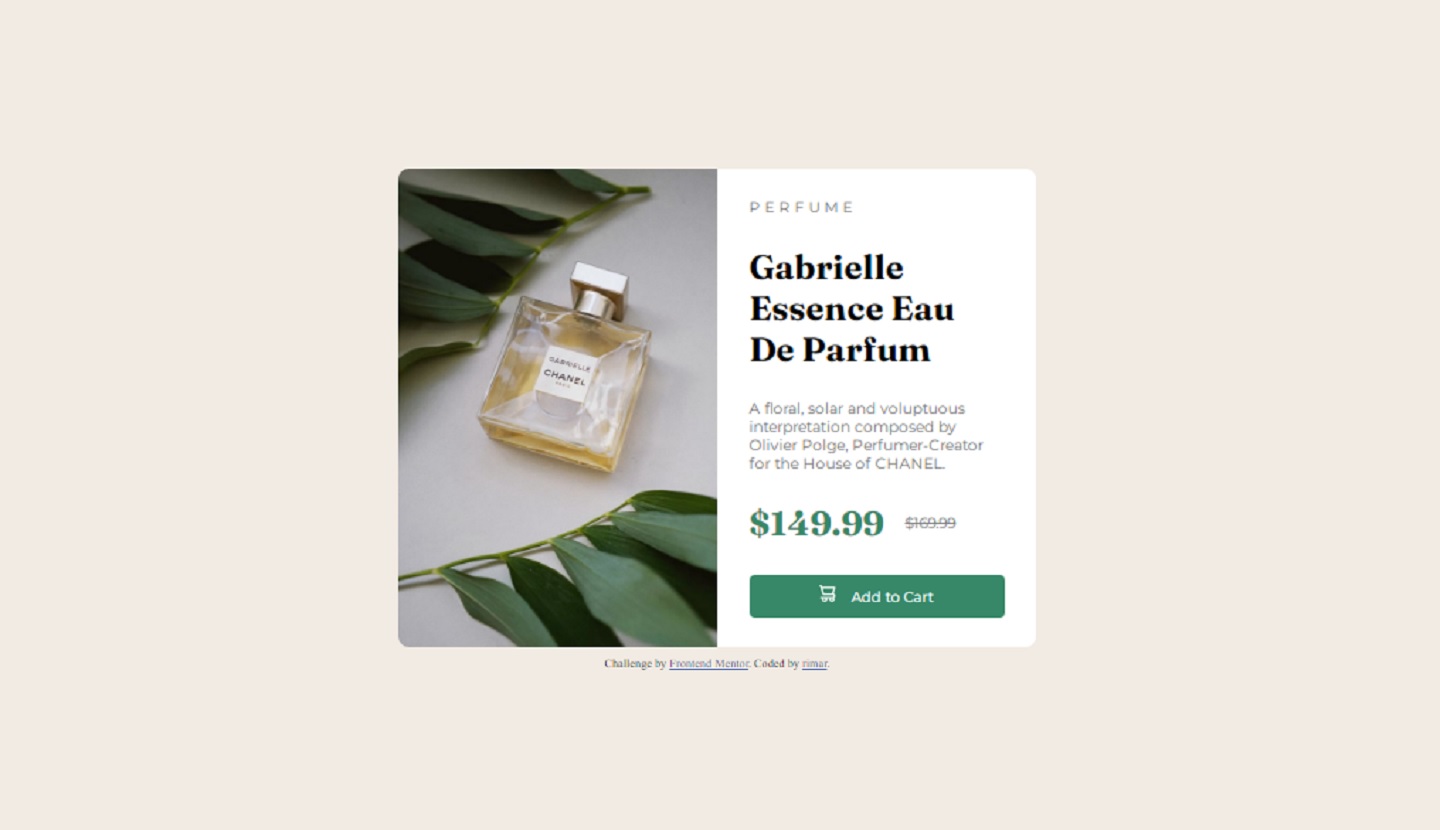 PERFUME
Gabrielle
Essence Eau
De Parfum
GABRIELLE
CHANEL
A floral, solar and voluptuous
interpretation composed by
Olivier Polge, Perfumer-Creator
for the House of CHANEL.
$149.99 $169.99
Add to Cart
Challenge by Frontend Mentor. Coded by rimar.